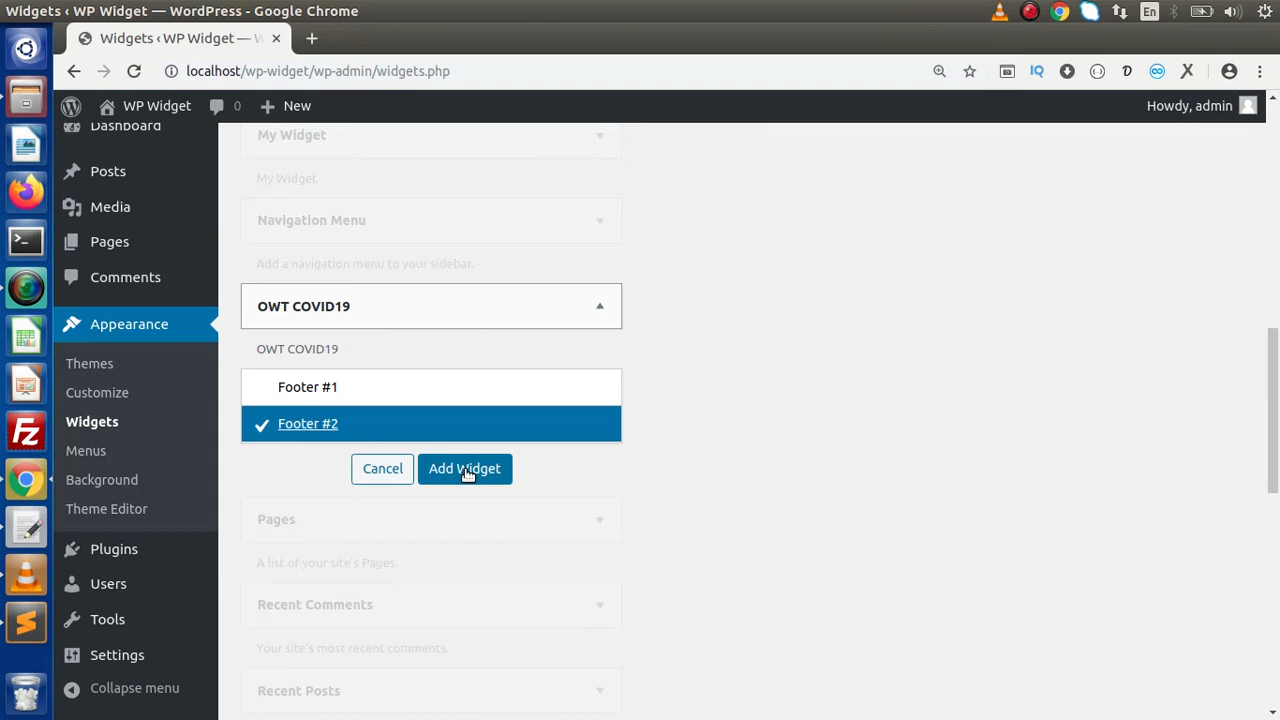 Widgets ‹ WP Widget — WordPress - Google Chrome
En
Widgets ‹ WP Widget — W
localhost/wp-widget/wp-admin/widgets.php
WP Widget 0 New Howdy, admin
Dashboard
Posts
Media
Pages
Comments
Appearance
Themes
Customize
Widgets
Menus
Background
Theme Editor
Plugins
Users
Tools
Settings
Collapse menu
My Widget
My Widget
Navigation Menu
Add a navigation menu to your sidebar.
OWT COVID19
OWT COVID19
Footer #1
Footer #2
Cancel Add Widget
Pages
A list of your site's Pages.
Recent Comments
Your site's most recent comments.
Recent Posts